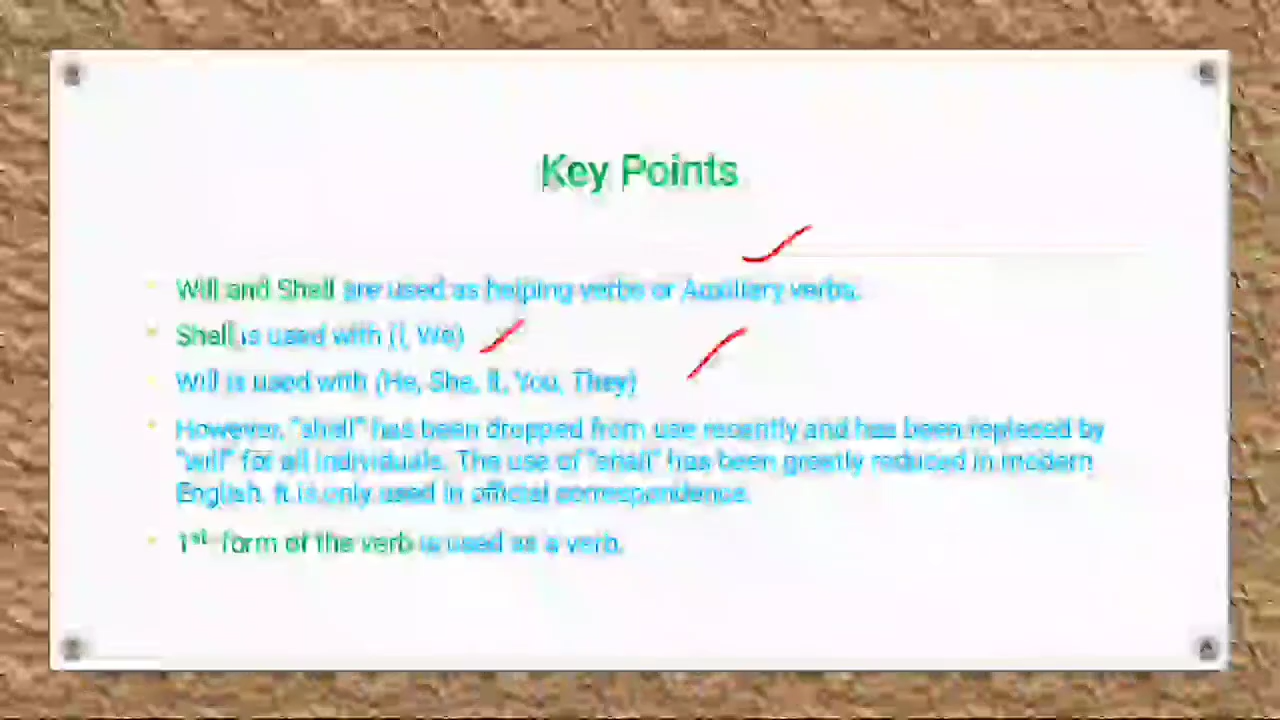 Key Points
Will and Shall are used as helping verbs or Auxiliary verbs.
Shall is used with (I, We)
Will is used with (He, She, It, You, They)
However, "shall" has been dropped from use recently and has been replaced by
"will" for all individuals. The use of "shall" has been greatly reduced in modern
English. It is only used in official correspondence.
1st form of the verb is used as a verb.